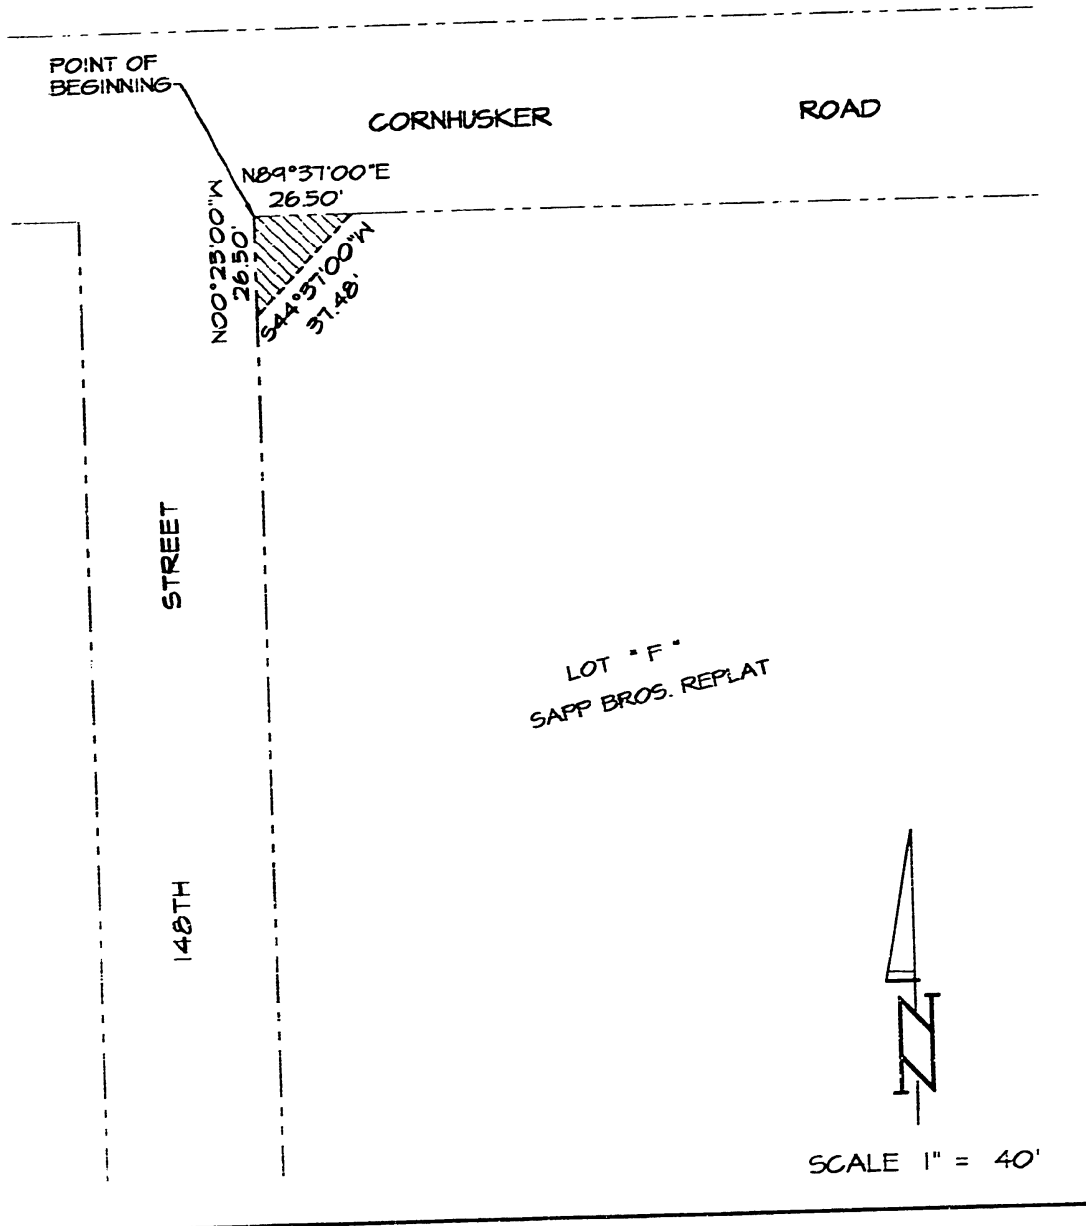 POINT OF
BEGINNING
CORNHUSKER ROAD
N89°37'00"E
26.50'
N00°23'00"W
26.50'
S44°37'00"W
37.48'
STREET
148TH
LOT "F"
SAPP BROS. REPLAT
N
SCALE 1" = 40'